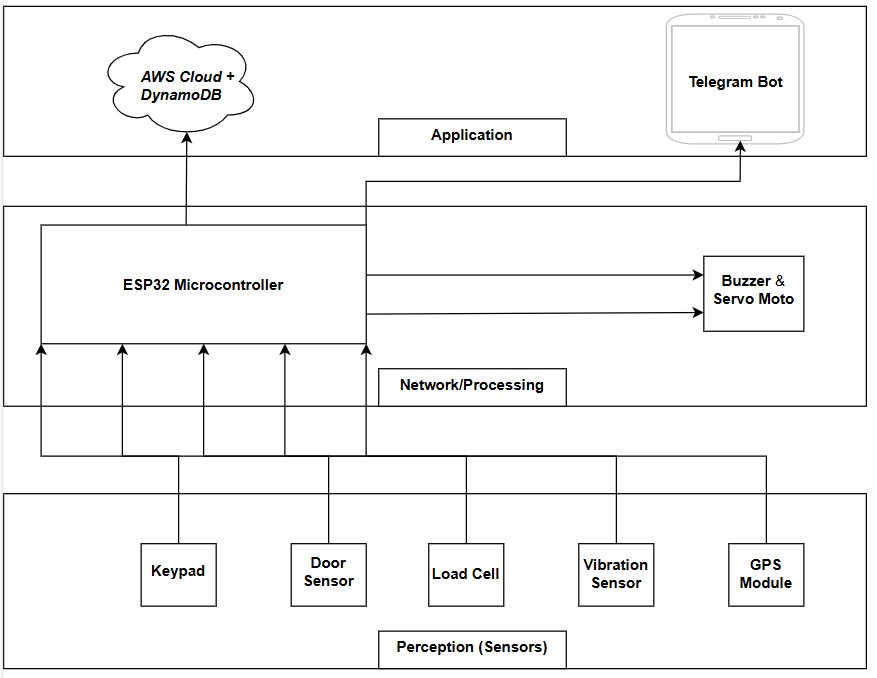 AWS Cloud +
DynamoDB
Telegram Bot
Application
ESP32 Microcontroller
Buzzer &
Servo Moto
Network/Processing
Keypad
Door
Sensor
Load Cell
Vibration
Sensor
GPS
Module
Perception (Sensors)